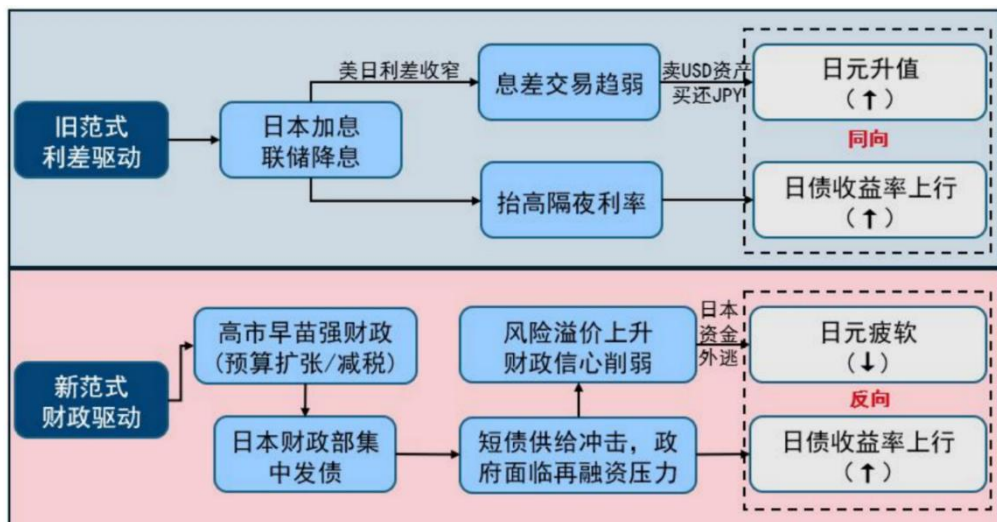 旧范式
利差驱动
日本加息
联储降息
美日利差收窄
息差交易趋弱
卖USD资产
买还JPY
日元升值
(↑)
同向
抬高隔夜利率
日债收益率上行
(↑)
新范式
财政驱动
高市早苗强财政
(预算扩张/减税)
日本财政部集
中发债
风险溢价上升
财政信心削弱
日本
资金
外逃
日元疲软
(↓)
反向
短债供给冲击，政
府面临再融资压力
日债收益率上行
(↑)